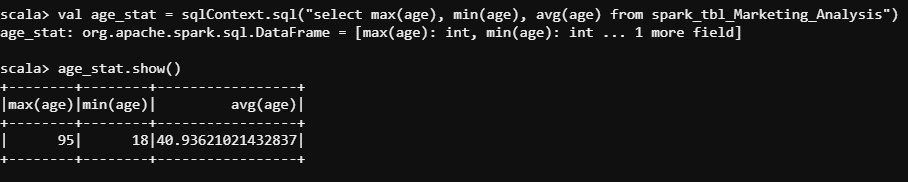 scala> val age_stat = sqlContext.sql("select max(age), min(age), avg(age) from spark_tbl_Marketing_Analysis")
age_stat: org.apache.spark.sql.DataFrame = [max(age): int, min(age): int ... 1 more field]
scala> age_stat.show()
+--------+--------+-----------------+
|max(age)|min(age)|         avg(age)|
+--------+--------+-----------------+
|      95|      18|40.93621021432837|
+--------+--------+-----------------+